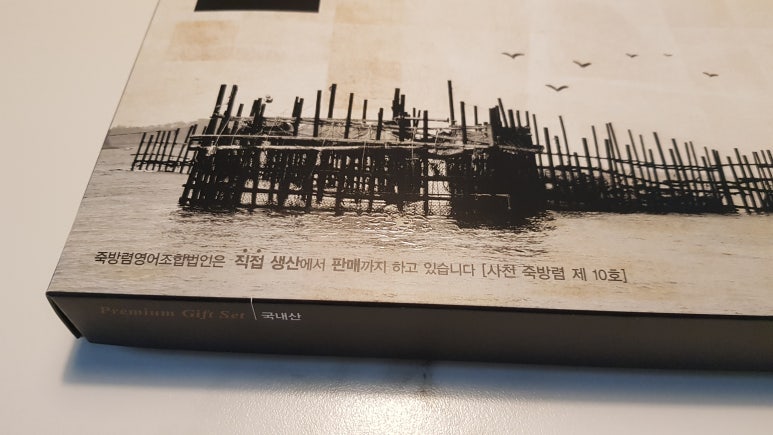 죽방렴영어조합법인은 직접 생산에서 판매까지 하고 있습니다 [사천 죽방렴 제 10호]
Premium Gift Set | 국내산